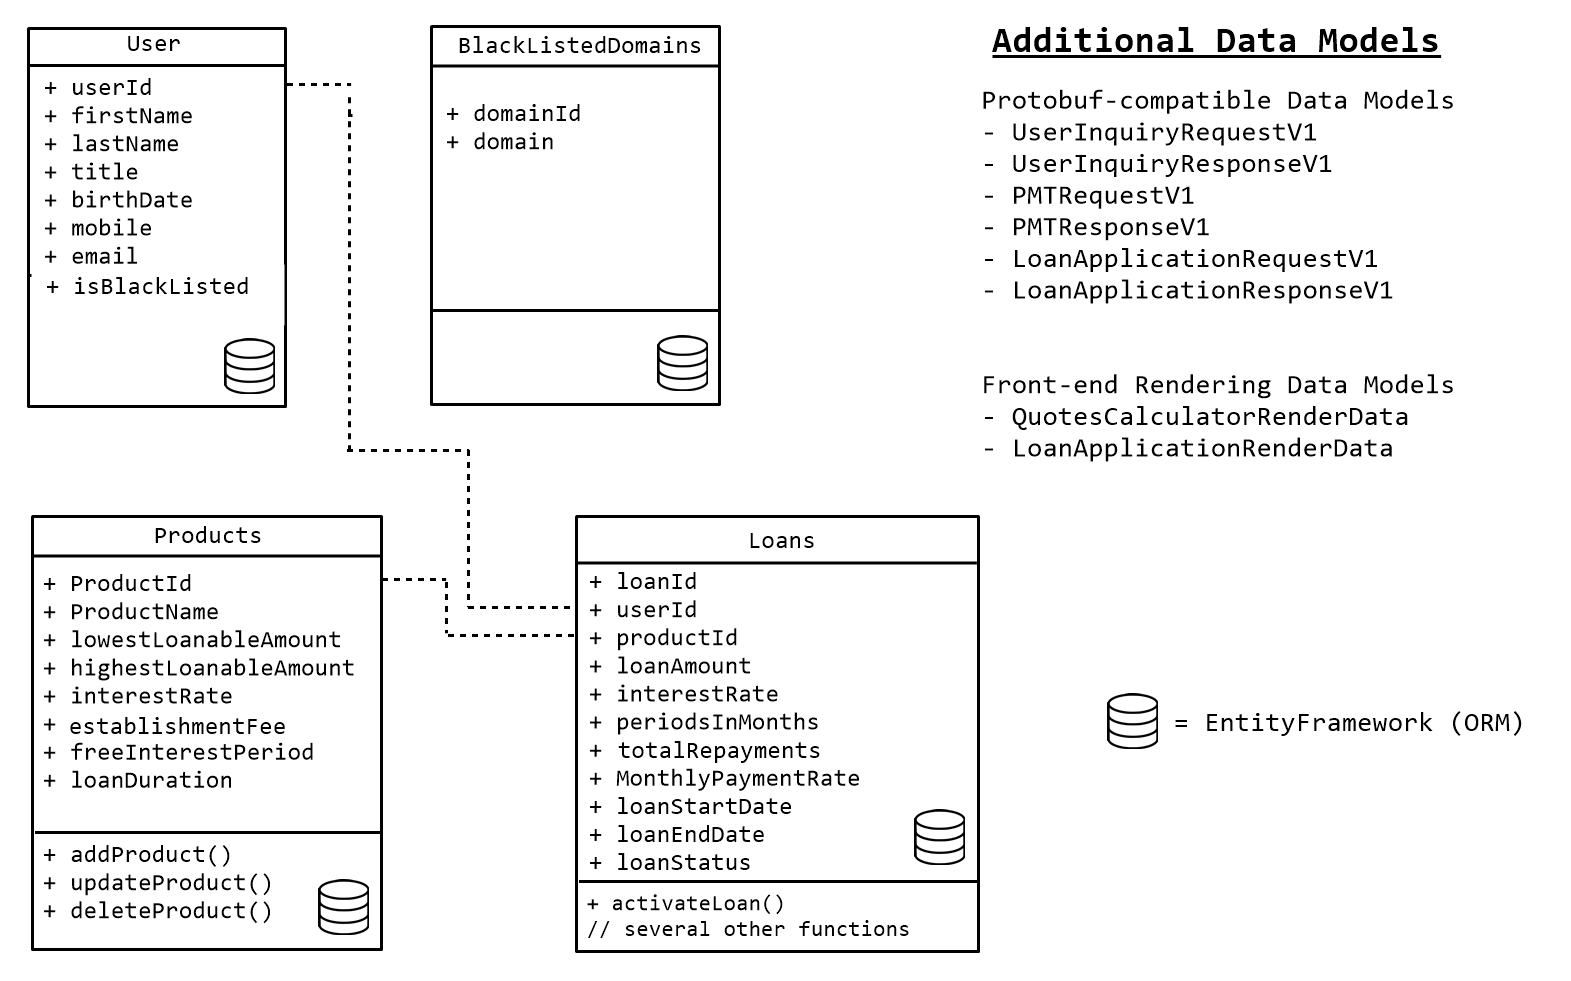 User
+ userId
+ firstName
+ lastName
+ title
+ birthDate
+ mobile
+ email
+ isBlackListed
BlackListedDomains
+ domainId
+ domain
Additional Data Models
Protobuf-compatible Data Models
- UserInquiryRequestV1
- UserInquiryResponseV1
- PMTRequestV1
- PMTResponseV1
- LoanApplicationRequestV1
- LoanApplicationResponseV1
Front-end Rendering Data Models
- QuotesCalculatorRenderData
- LoanApplicationRenderData
Products
+ ProductId
+ ProductName
+ lowestLoanableAmount
+ highestLoanableAmount
+ interestRate
+ establishmentFee
+ freeInterestPeriod
+ loanDuration
+ addProduct()
+ updateProduct()
+ deleteProduct()
Loans
+ loanId
+ userId
+ productId
+ loanAmount
+ interestRate
+ periodsInMonths
+ totalRepayments
+ MonthlyPaymentRate
+ loanStartDate
+ loanEndDate
+ loanStatus
+ activateLoan()
// several other functions
= EntityFramework (ORM)